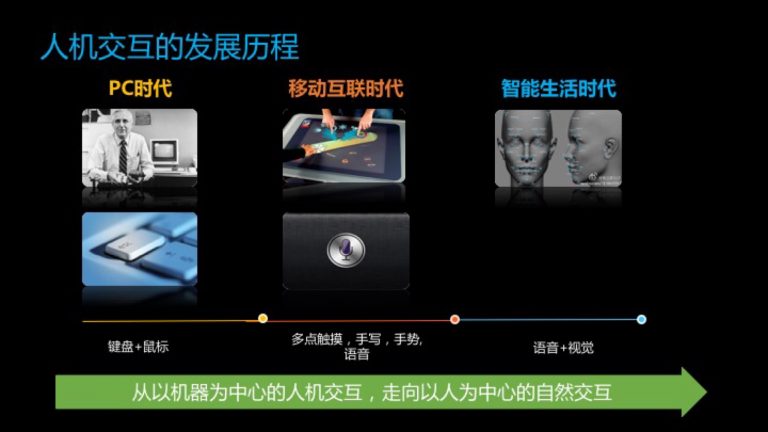 人机交互的发展历程
PC时代
移动互联时代
智能生活时代
esc
键盘+鼠标
多点触摸，手写，手势,
语音
语音+视觉
从以机器为中心的人机交互，走向以人为中心的自然交互